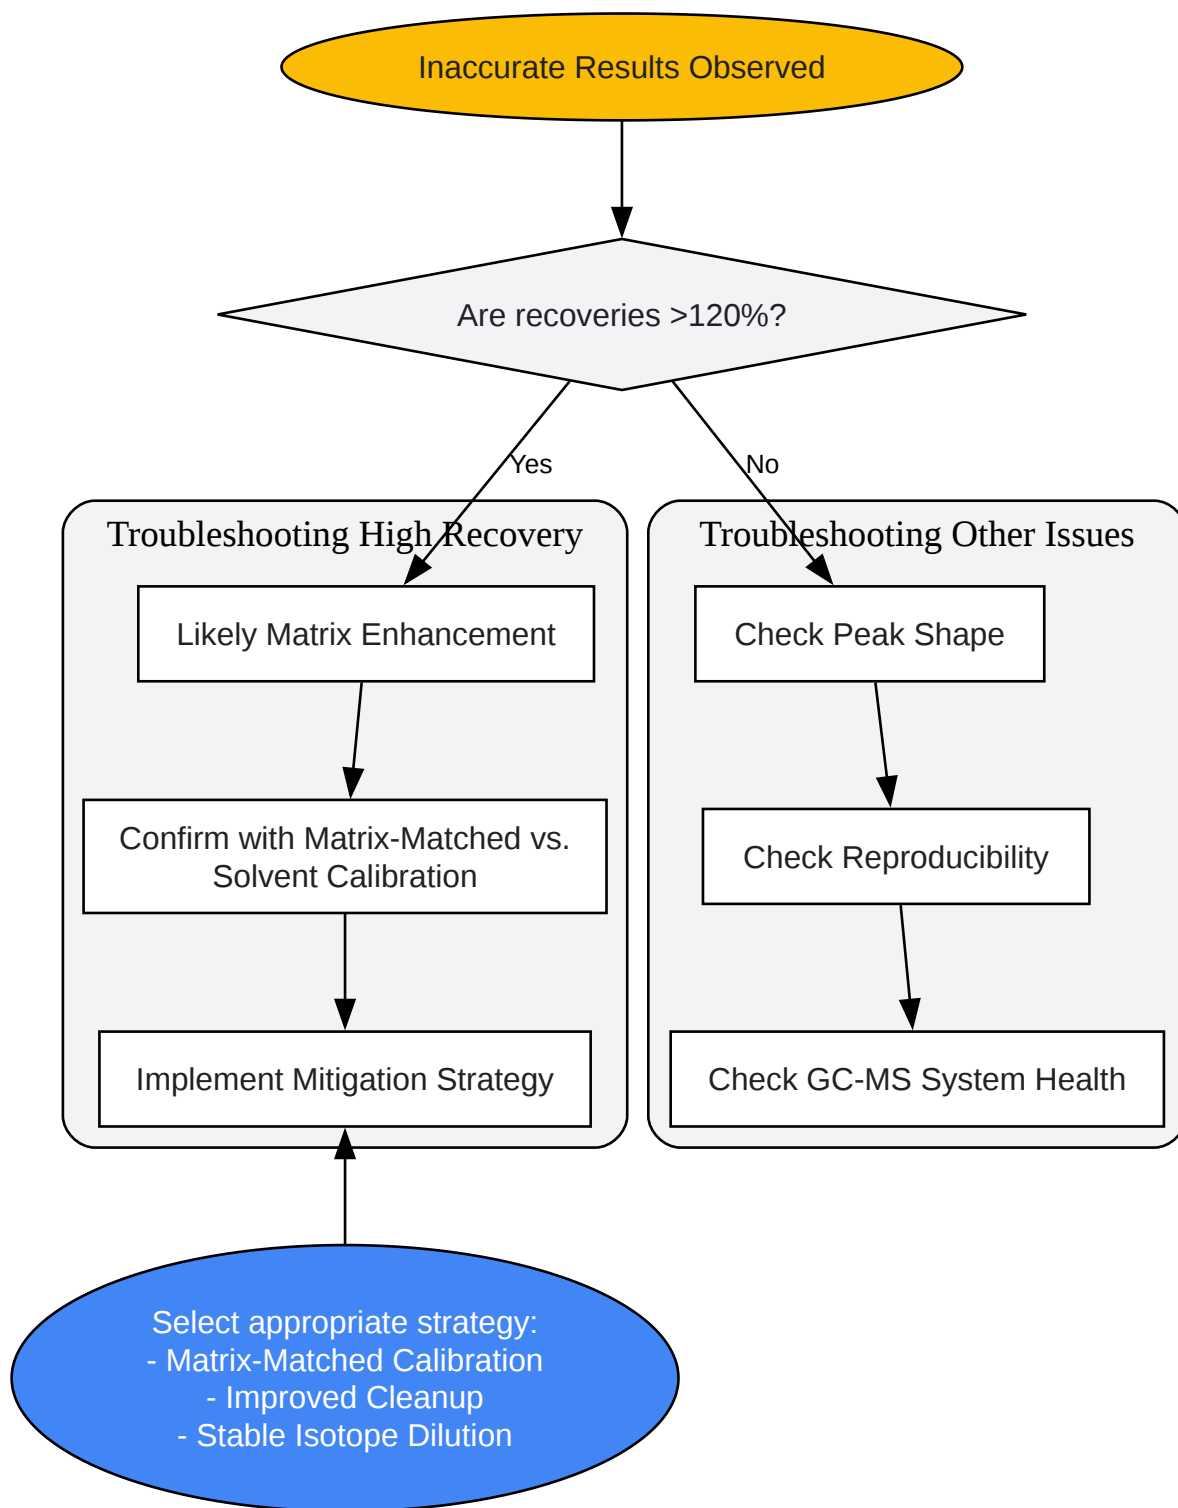 Inaccurate Results Observed
Are recoveries >120%?
Yes
No
Troubleshooting High Recovery
Likely Matrix Enhancement
Confirm with Matrix-Matched vs.
Solvent Calibration
Implement Mitigation Strategy
Troubleshooting Other Issues
Check Peak Shape
Check Reproducibility
Check GC-MS System Health
Select appropriate strategy:
- Matrix-Matched Calibration
- Improved Cleanup
- Stable Isotope Dilution